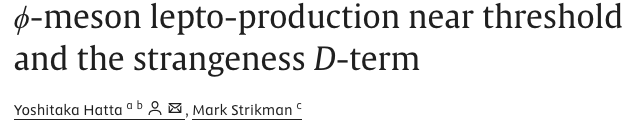 ϕ-meson lepto-production near threshold
and the strangeness D-term
Yoshitaka Hatta a b, Mark Strikman c